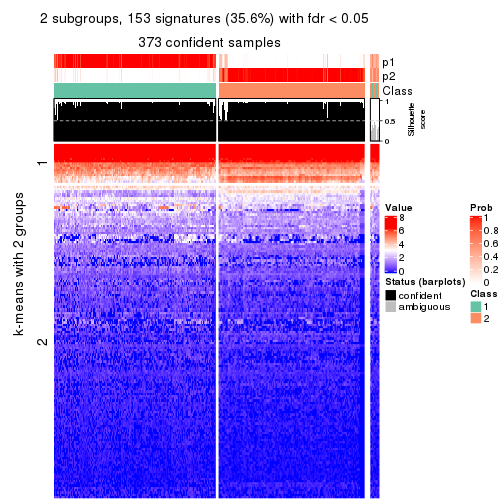 2 subgroups, 153 signatures (35.6%) with fdr < 0.05
373 confident samples
p1
p2
Class
1
0.5
0
Silhouette
score
1
2
k-means with 2 groups
Value
8
6
4
2
0
Prob
1
0.8
0.6
0.4
0.2
0
Status (barplots)
confident
ambiguous
Class
1
2